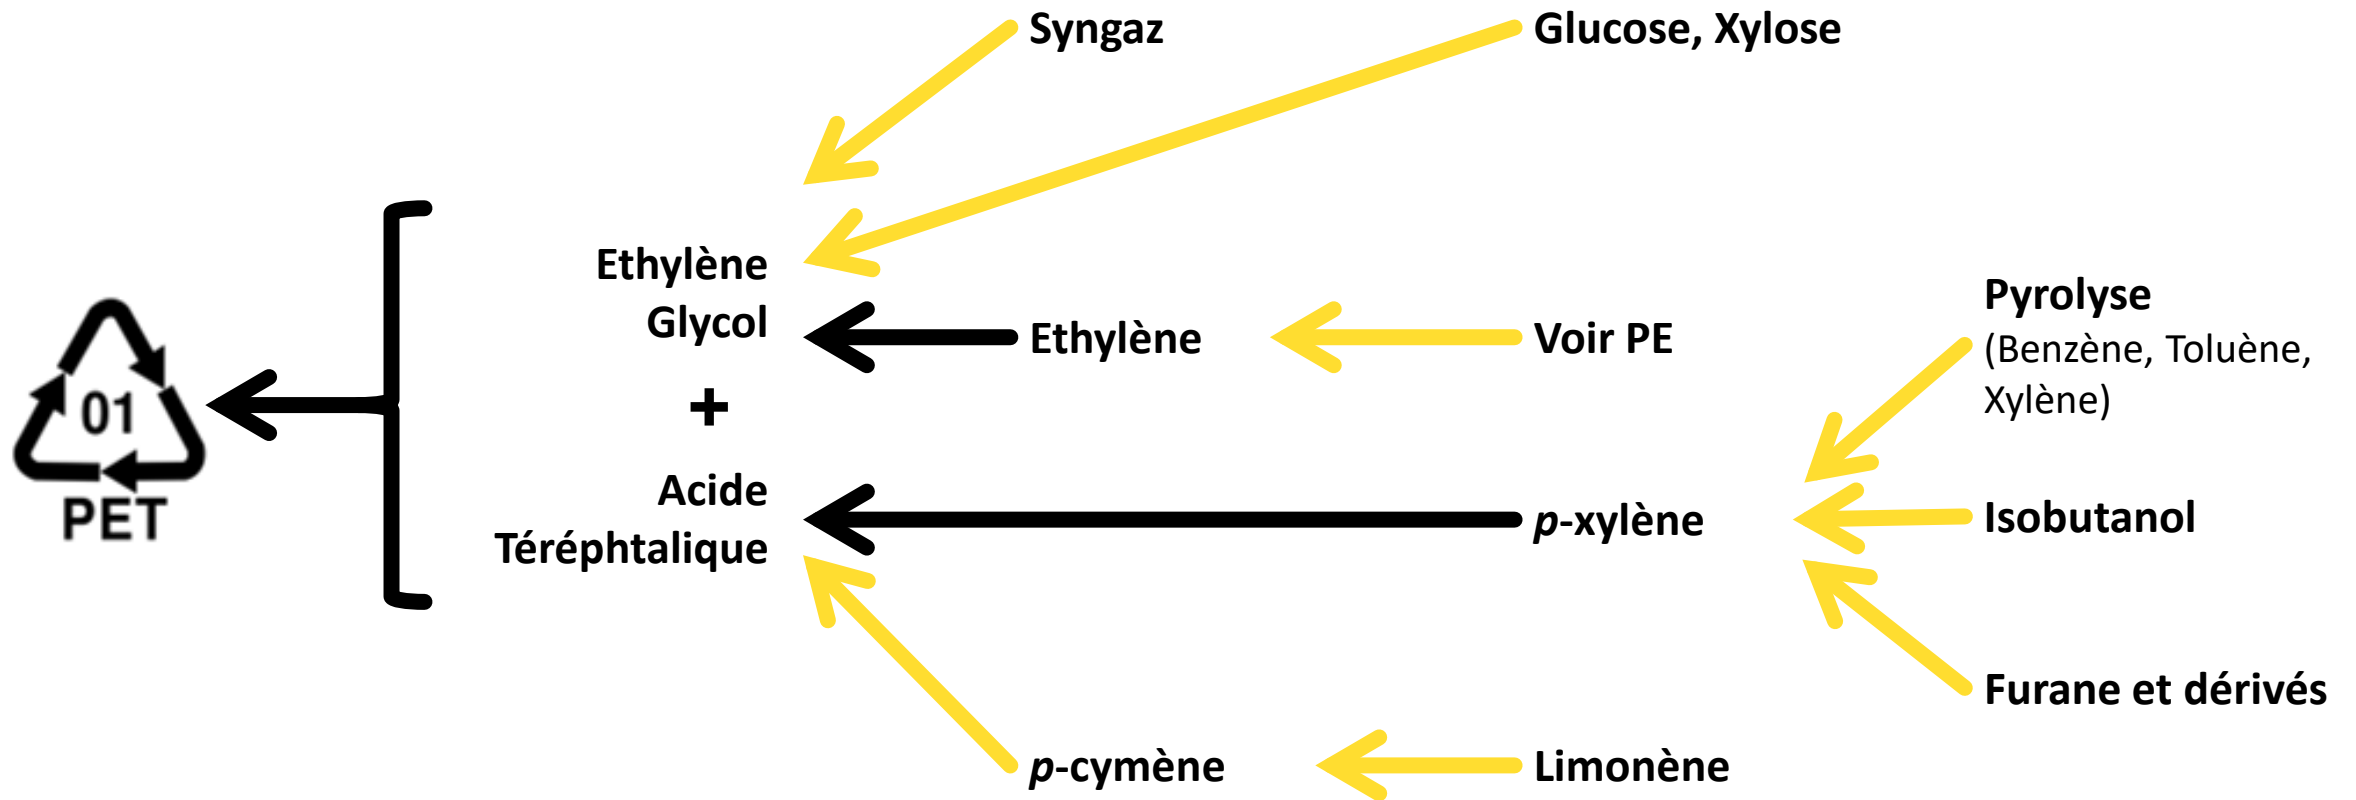 Syngaz
Glucose, Xylose
Ethylène
Glycol
Ethylène
Voir PE
Pyrolyse
(Benzène, Toluène,
Xylène)
+
01
PET
Acide
Téréphtalique
p-xylène
Isobutanol
Furane et dérivés
p-cymène
Limonène